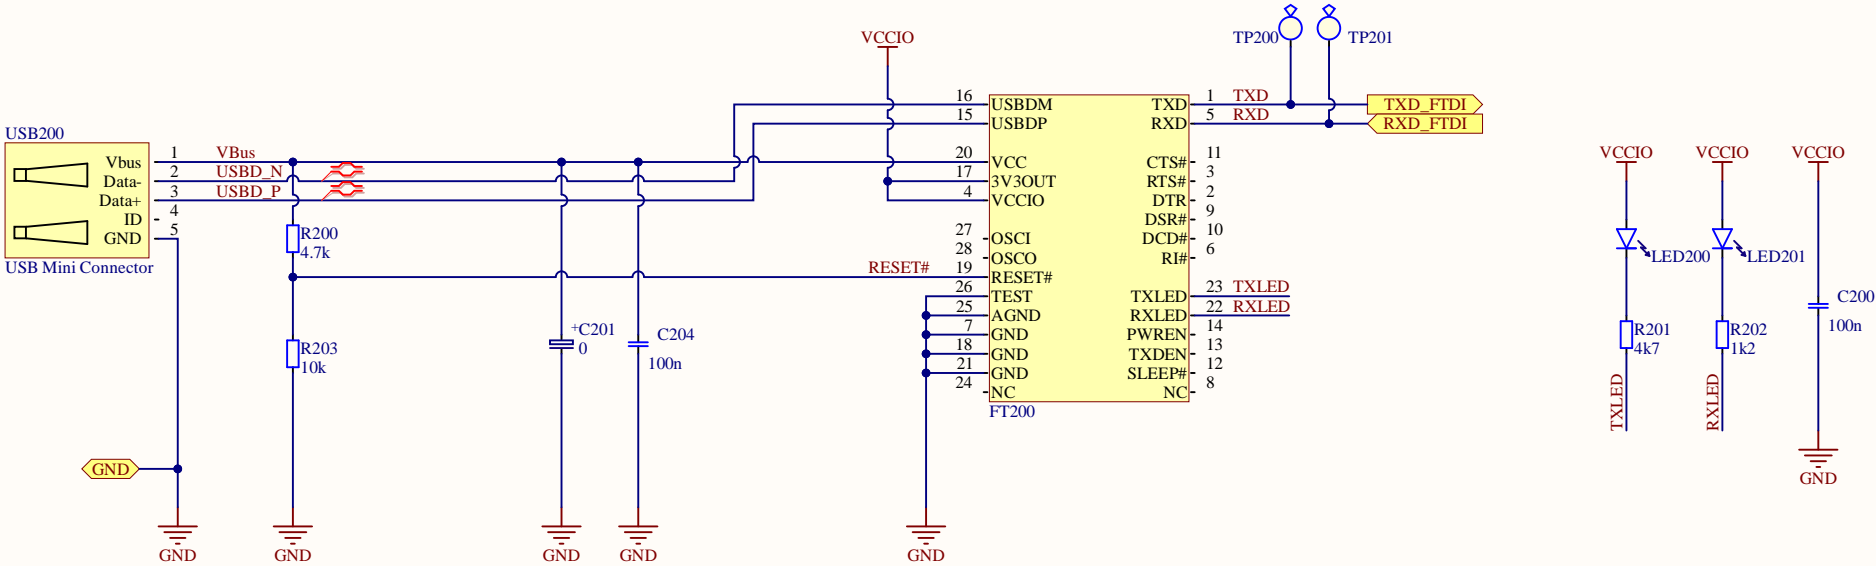 USB200
Vbus 1 VBus
Data- 2 USBD_N
Data+ 3 USBD_P
ID 4
GND 5
USB Mini Connector
GND
GND
R200
4.7k
R203
10k
GND
+C201
0
GND
C204
100n
GND
VCCIO
RESET#
16 USBDM
15 USBDP
20 VCC
17 3V3OUT
4 VCCIO
27 OSCI
28 OSCO
19 RESET#
26 TEST
25 AGND
7 GND
18 GND
21 GND
24 NC
FT200
GND
TXD 1 TXD
RXD 5 RXD
CTS# 11
RTS# 3
DTR 2
DSR# 9
DCD# 10
RI# 6
TXLED 23 TXLED
RXLED 22 RXLED
PWREN 14
TXDEN 13
SLEEP# 12
NC 8
TP200
TP201
TXD_FTDI
RXD_FTDI
VCCIO
LED200
R201
4k7
TXLED
VCCIO
LED201
R202
1k2
RXLED
VCCIO
C200
100n
GND